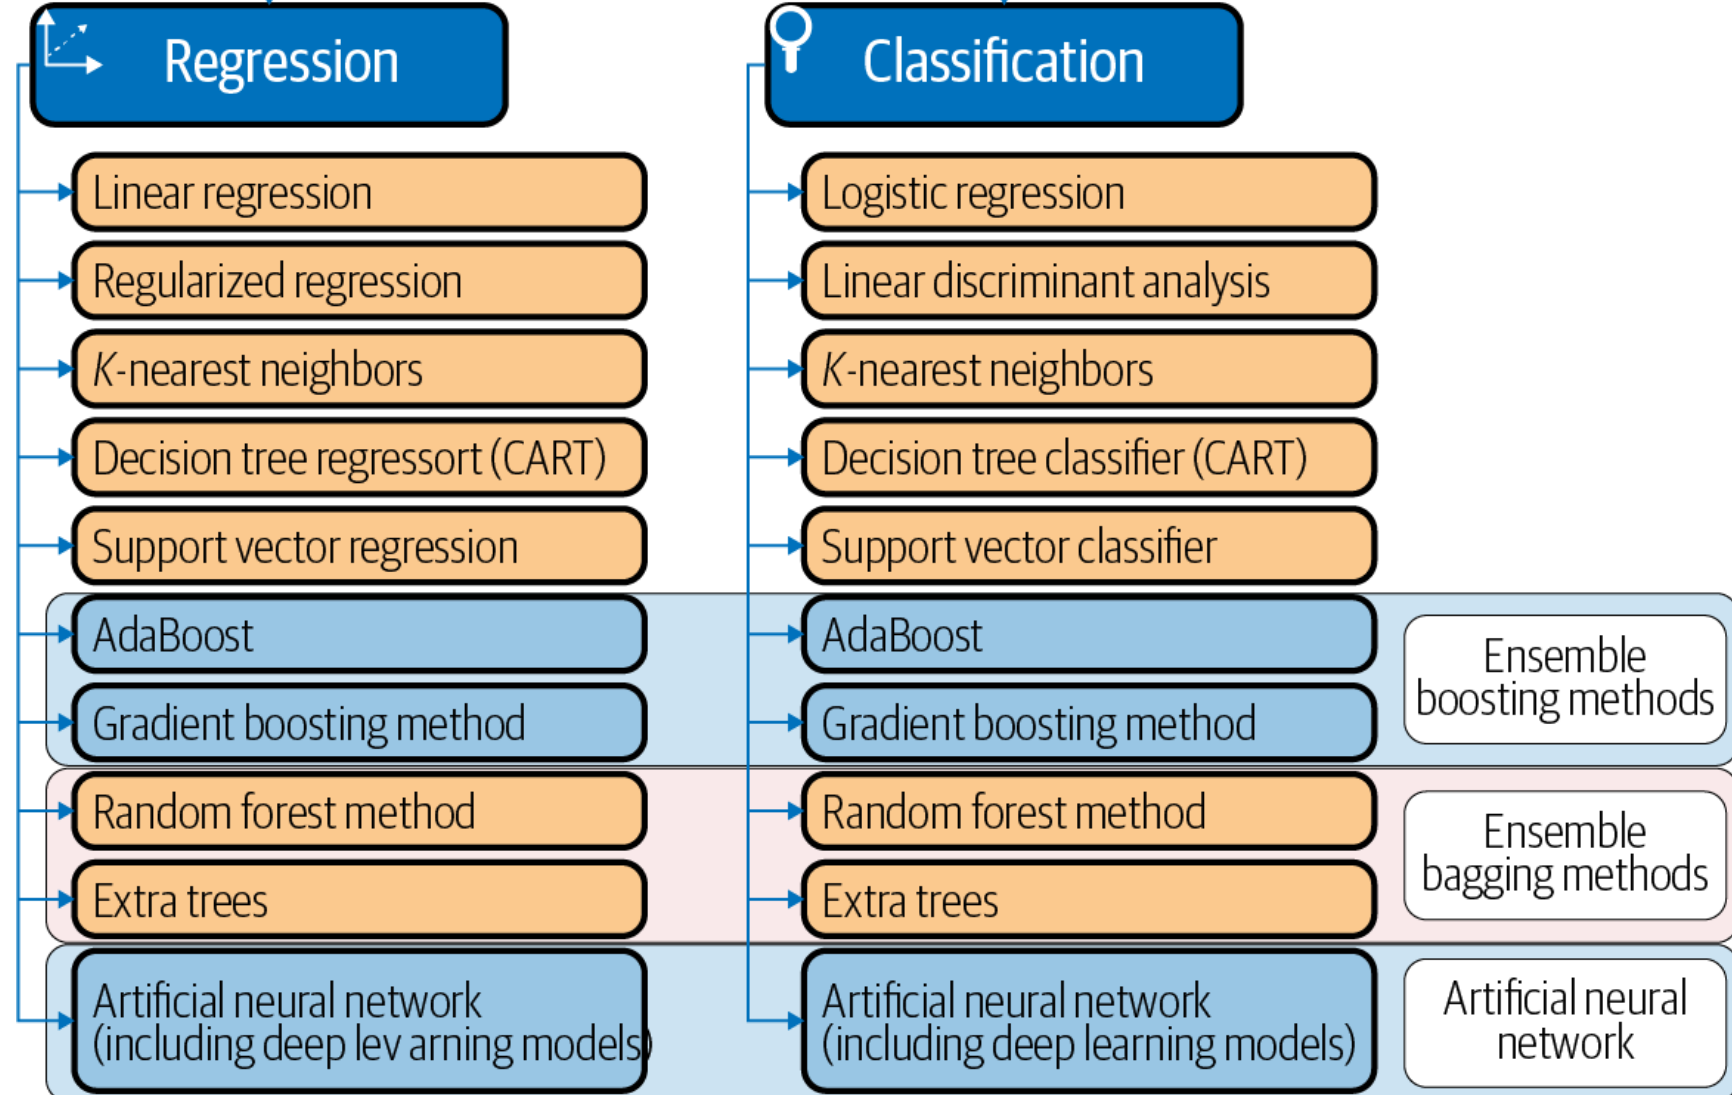 Regression
Linear regression
Regularized regression
K-nearest neighbors
Decision tree regressort (CART)
Support vector regression
AdaBoost
Gradient boosting method
Random forest method
Extra trees
Artificial neural network
(including deep lev arning models)
Classification
Logistic regression
Linear discriminant analysis
K-nearest neighbors
Decision tree classifier (CART)
Support vector classifier
AdaBoost
Gradient boosting method
Random forest method
Extra trees
Artificial neural network
(including deep learning models)
Ensemble
boosting methods
Ensemble
bagging methods
Artificial neural
network